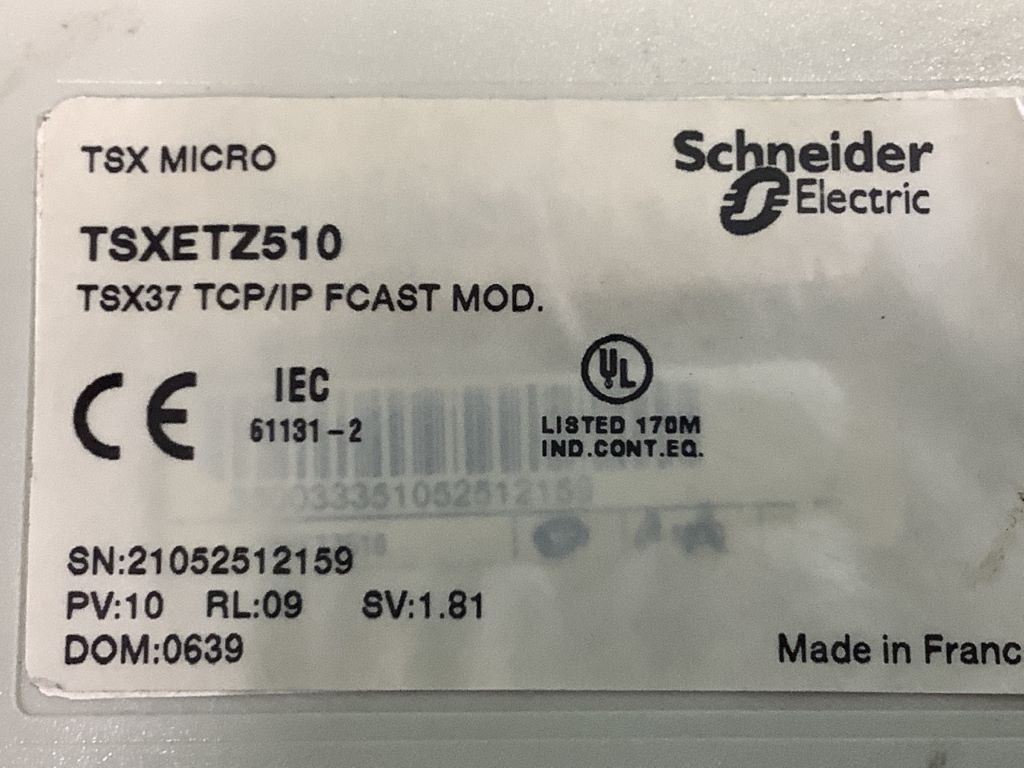 TSX MICRO
Schneider
Electric
TSXETZ510
TSX37 TCP/IP FCAST MOD.
CE
IEC
61131-2
UL
LISTED 170M
IND.CONT.EQ.
SN:21052512159
PV:10 RL:09 SV:1.81
DOM:0639
Made in Franc